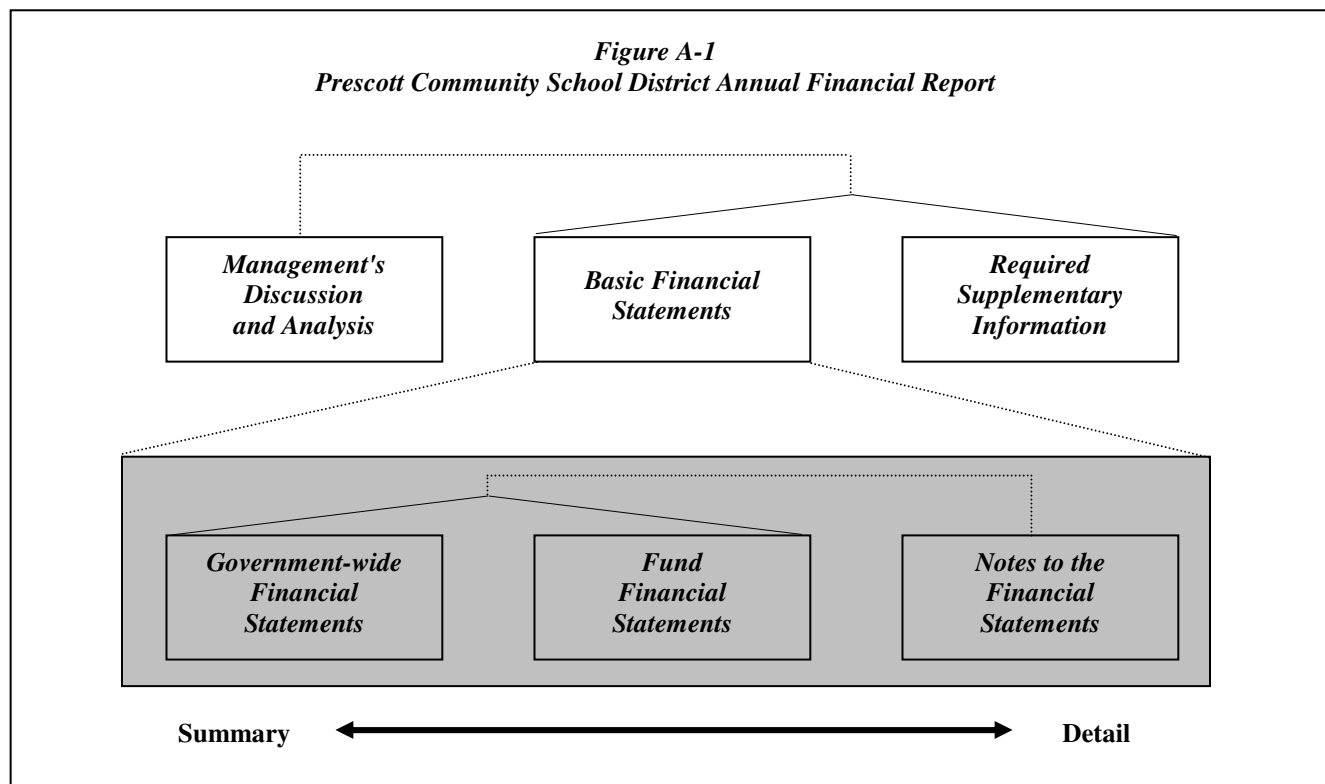 Figure A-1
Prescott Community School District Annual Financial Report
Management's
Discussion
and Analysis
Basic Financial
Statements
Required
Supplementary
Information
Government-wide
Financial
Statements
Fund
Financial
Statements
Notes to the
Financial
Statements
Summary
Detail